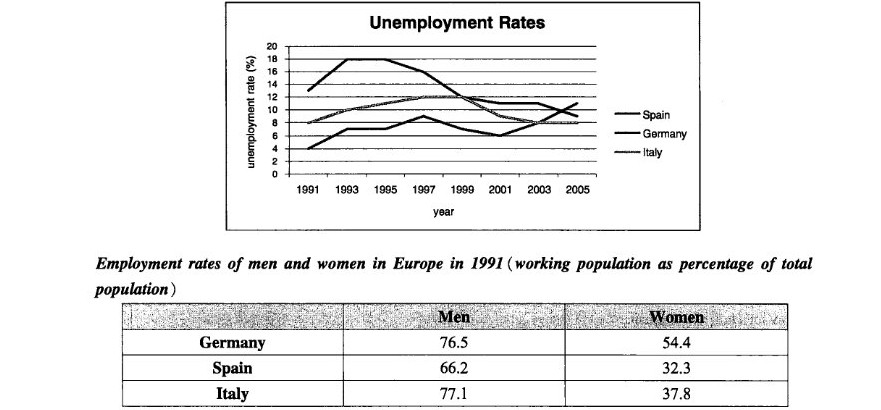 Unemployment Rates
20
18
16
14
12
10
8
6
4
2
0
unemployment rate (%)
1991 1993 1995 1997 1999 2001 2003 2005
year
Spain
Germany
Italy
Employment rates of men and women in Europe in 1991 (working population as percentage of total
population)
Men Women
Germany 76.5 54.4
Spain 66.2 32.3
Italy 77.1 37.8